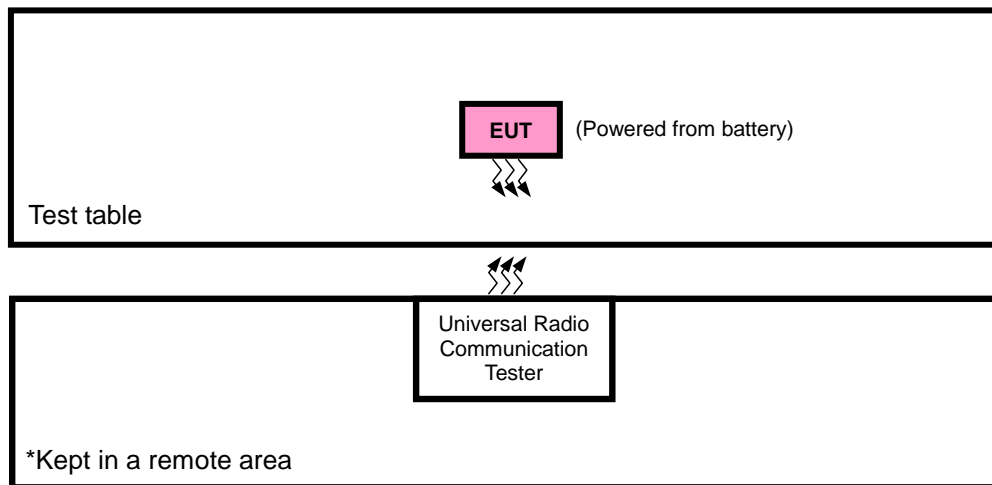 EUT
(Powered from battery)
Test table
Universal Radio
Communication
Tester
*Kept in a remote area